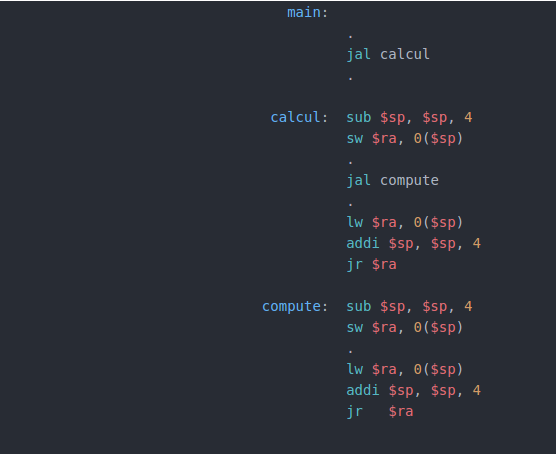 main:
.
jal calcul
.
calcul: sub $sp, $sp, 4
sw $ra, 0($sp)
.
jal compute
.
lw $ra, 0($sp)
addi $sp, $sp, 4
jr $ra
compute: sub $sp, $sp, 4
sw $ra, 0($sp)
.
lw $ra, 0($sp)
addi $sp, $sp, 4
jr $ra